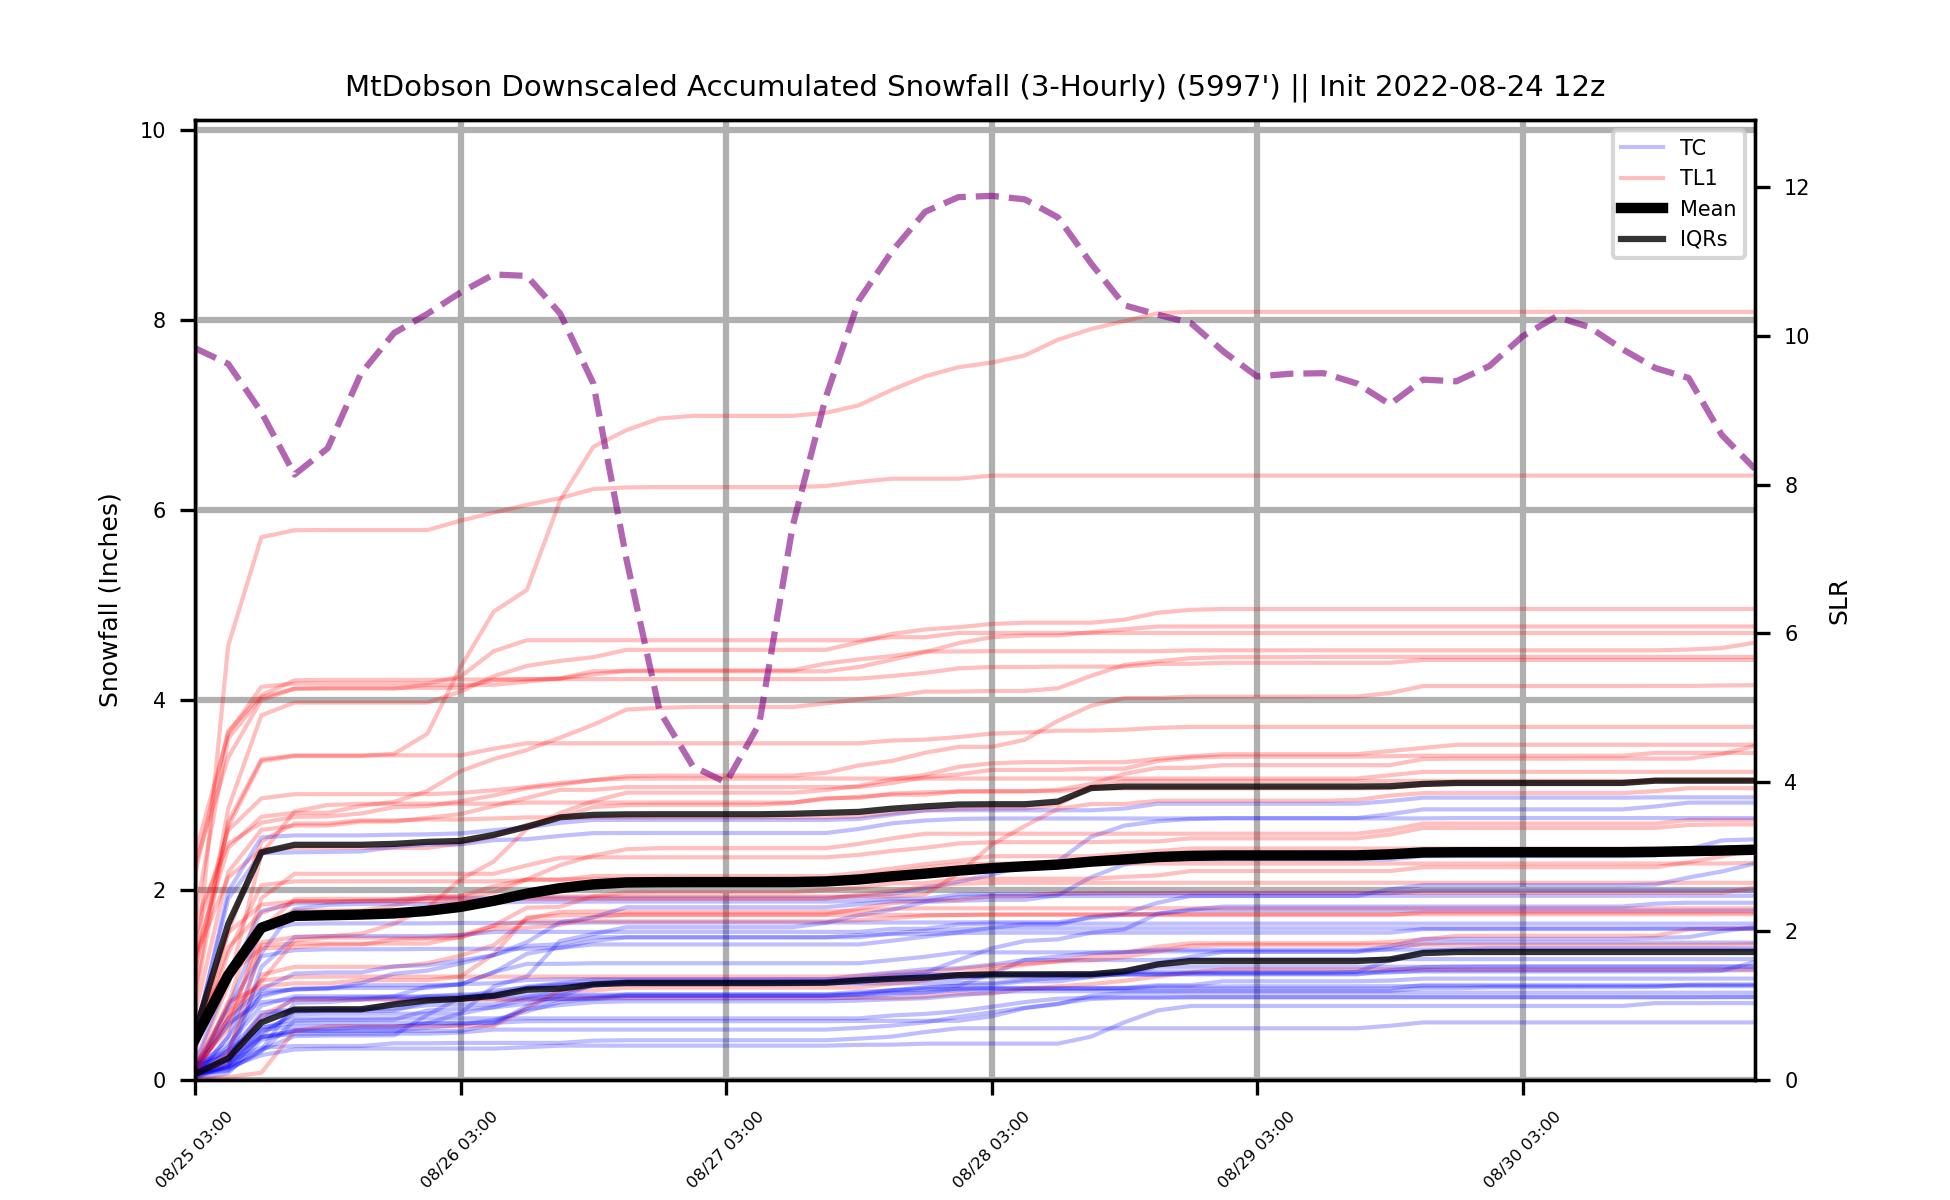 MtDobson Downscaled Accumulated Snowfall (3-Hourly) (5997') || Init 2022-08-24 12z
TC
TL1
Mean
IQRs
Snowfall (Inches)
10
8
6
4
2
0
SLR
12
10
8
6
4
2
0
08/25 03:00
08/26 03:00
08/27 03:00
08/28 03:00
08/29 03:00
08/30 03:00